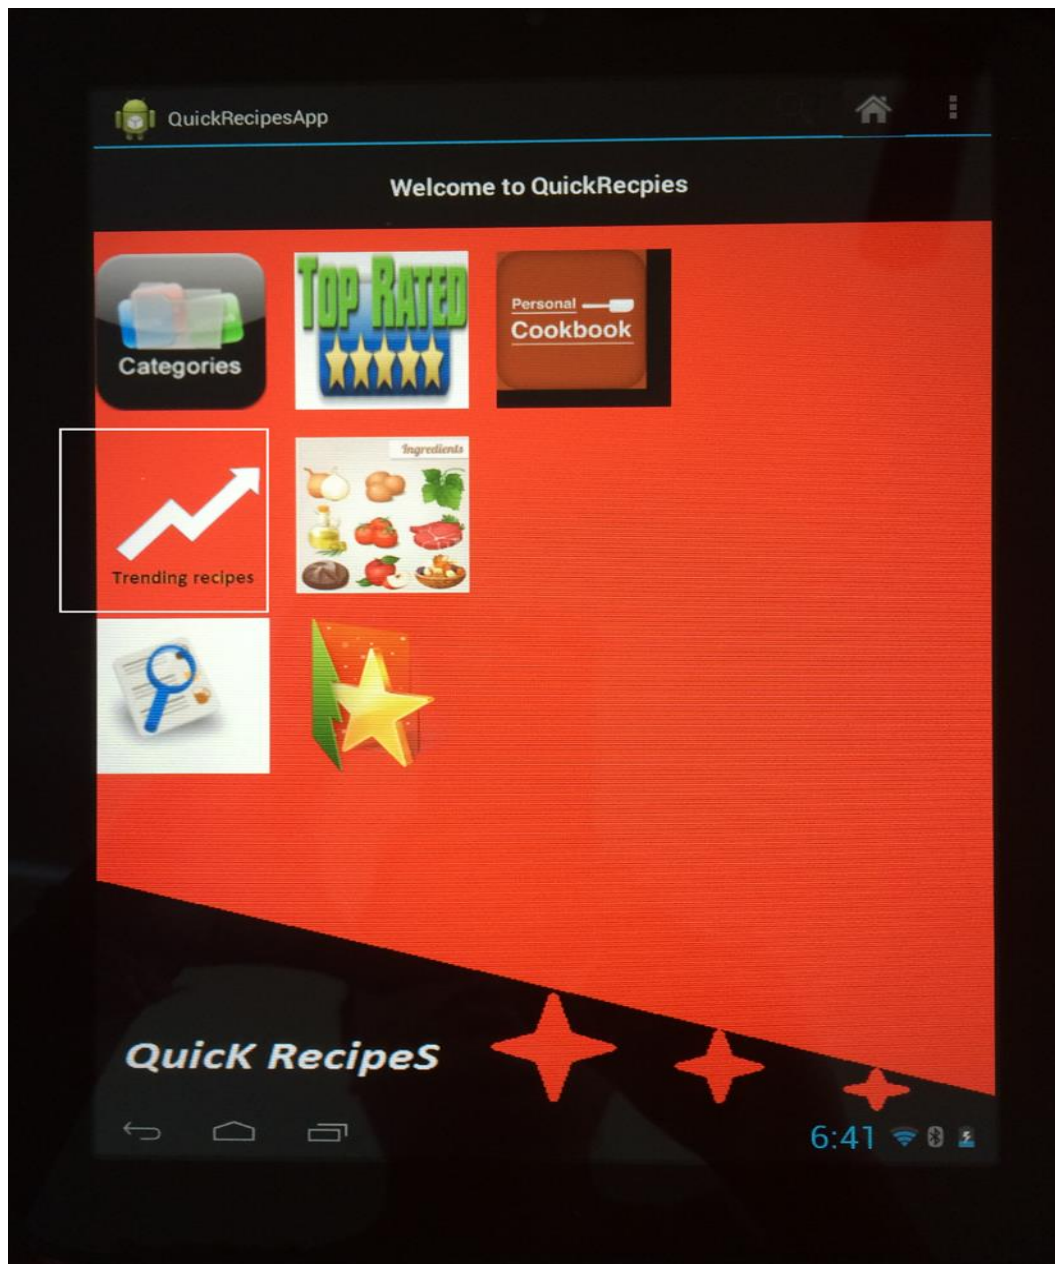 QuickRecipesApp
Welcome to QuickRecpies
Categories
TOP RATED
Personal
Cookbook
Trending recipes
Ingredients
QuicK RecipeS
6:41